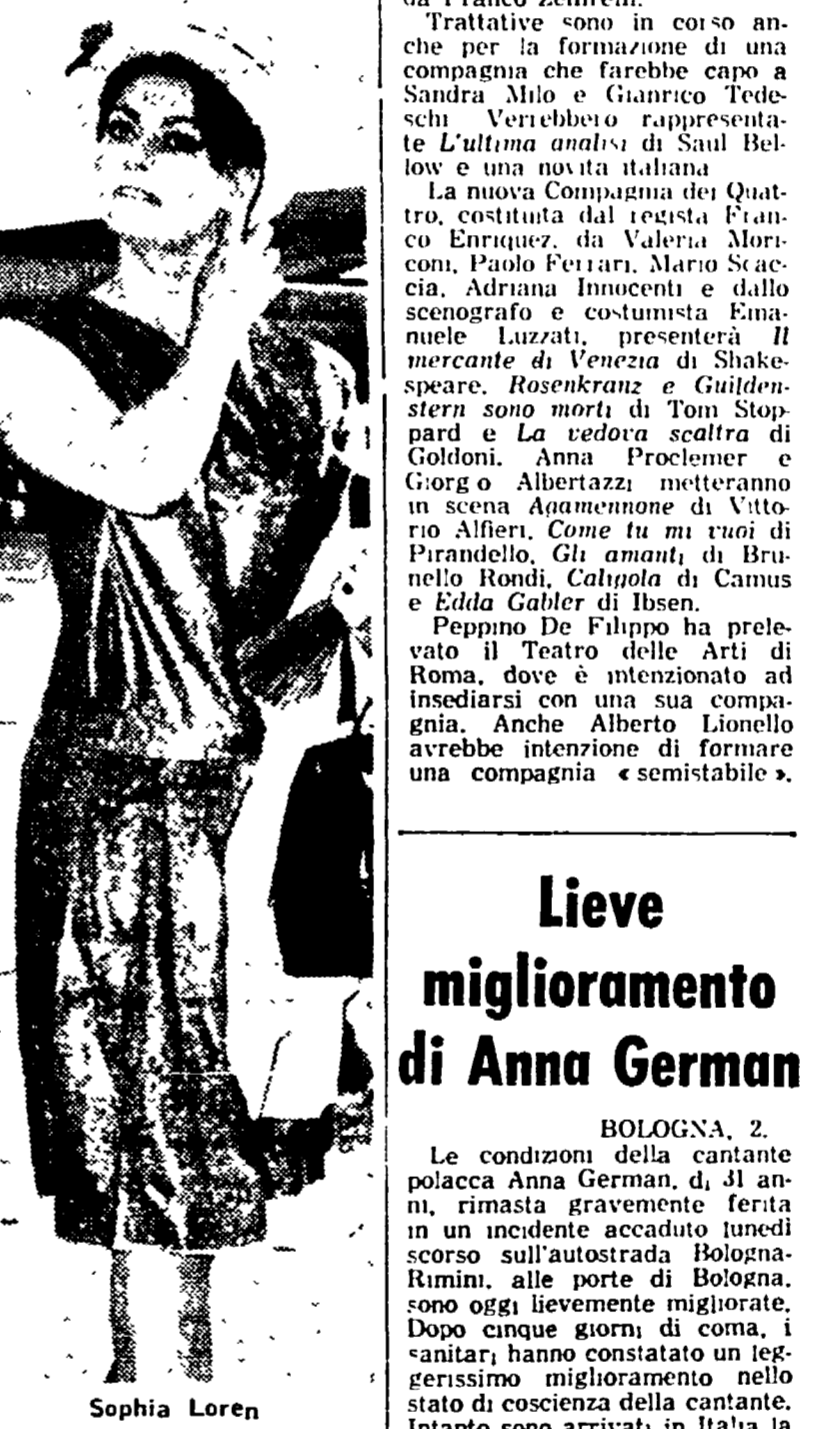 da Franco Zeffirelli.
Trattative sono in corso an-
che per la formazione di una
compagnia che farebbe capo a
Sandra Milo e Gianrico Tede-
schi Verrebbero rappresenta-
te L'ultima analisi di Saul Bel-
low e una novità italiana
La nuova Compagnia dei Quat-
tro, costituita dal regista Fran-
co Enriquez, da Valeria Mori-
coni, Paolo Ferrari, Mario Scac-
cia, Adriana Innocenti e dallo
scenografo e costumista Ema-
nuele Luzzati, presenterà Il
mercante di Venezia di Shake-
speare, Rosenkranz e Guilden-
stern sono morti di Tom Stop-
pard e La vedova scaltra di
Goldoni. Anna Proclemer e
Giorgio Albertazzi metteranno
in scena Agamennone di Vitto-
rio Alfieri, Come tu mi vuoi di
Pirandello, Gli amanti di Bru-
nello Rondi, Caligola di Camus
e Edda Gabler di Ibsen.
Peppino De Filippo ha prele-
vato il Teatro delle Arti di
Roma, dove è intenzionato ad
insediarsi con una sua compa-
gnia. Anche Alberto Lionello
avrebbe intenzione di formare
una compagnia « semistabile ».
Lieve
miglioramento
di Anna German
BOLOGNA, 2.
Le condizioni della cantante
polacca Anna German, di 31 an-
ni, rimasta gravemente ferita
in un incidente accaduto lunedì
scorso sull'autostrada Bologna-
Rimini, alle porte di Bologna,
sono oggi lievemente migliorate.
Dopo cinque giorni di coma, i
sanitari hanno constatato un leg-
gerissimo miglioramento nello
stato di coscienza della cantante.
Intanto sono arrivati in Italia la
Sophia Loren